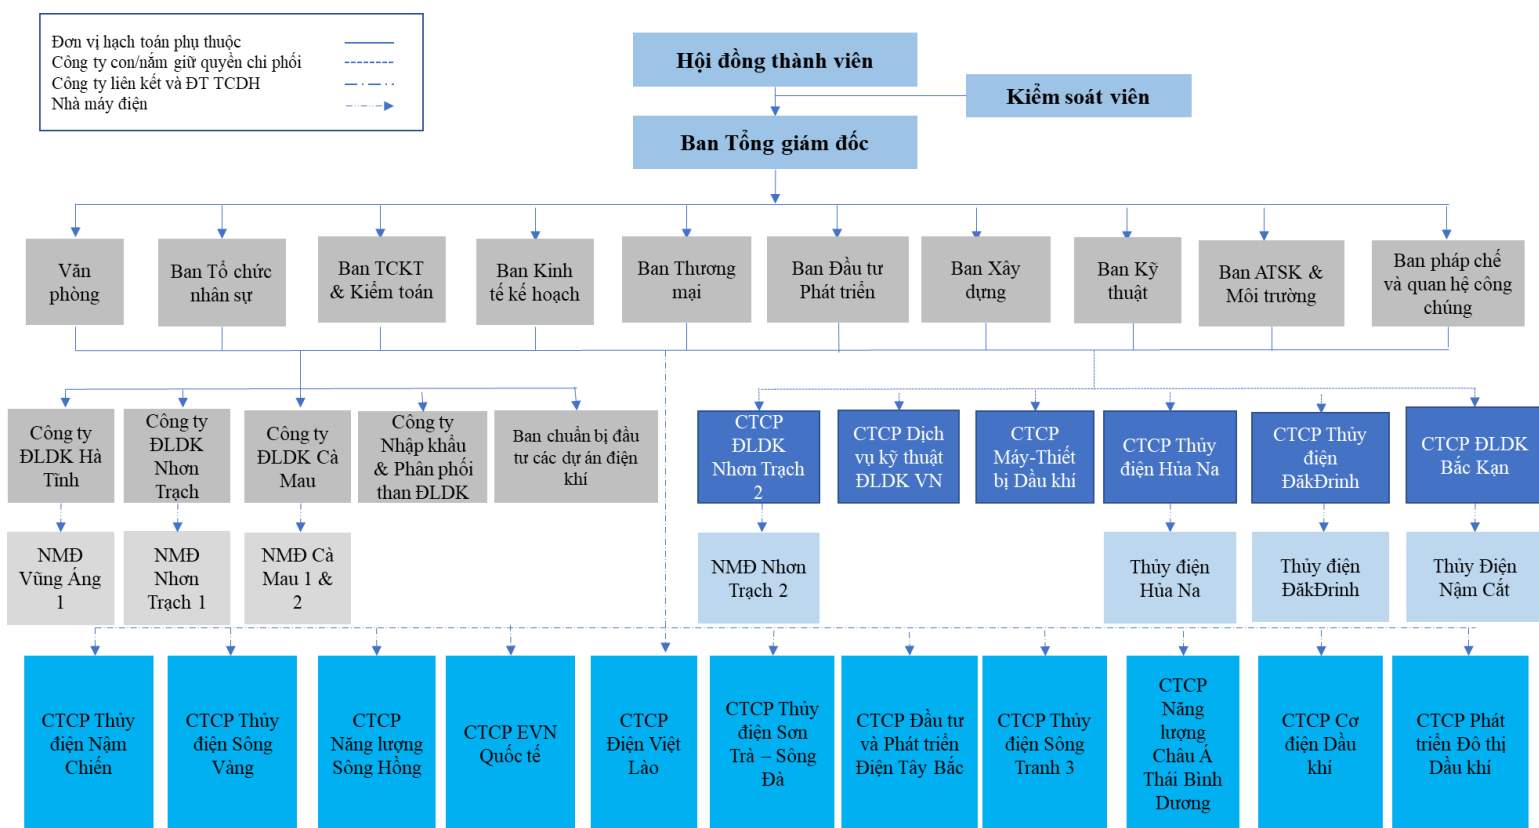 Đơn vị hạch toán phụ thuộc
Công ty con/nắm giữ quyền chi phối
Công ty liên kết và ĐT TCDH
Nhà máy điện
Hội đồng thành viên
Kiểm soát viên
Ban Tổng giám đốc
Văn
phòng
Ban Tổ chức
nhân sự
Ban TCKT
& Kiểm toán
Ban Kinh
tế kế hoạch
Ban Thương
mại
Ban Đầu tư
Phát triển
Ban Xây
dựng
Ban Kỹ
thuật
Ban ATSK &
Môi trường
Ban pháp chế
và quan hệ công
chúng
Công ty
ĐLDK Hà
Tĩnh
Công ty
ĐLDK
Nhơn
Trạch
Công ty
ĐLDK Cà
Mau
Công ty
Nhập khẩu
& Phân phối
than ĐLDK
Ban chuẩn bị đầu
tư các dự án điện
khí
CTCP
ĐLDK
Nhơn Trạch
2
CTCP Dịch
vụ kỹ thuật
ĐLDK VN
CTCP
Máy-Thiết
bị Dầu khí
CTCP Thủy
điện Hủa Na
CTCP Thủy
điện
ĐăkĐrinh
CTCP ĐLDK
Bắc Kạn
NMĐ
Vũng Áng
1
NMĐ
Nhơn
Trạch 1
NMĐ Cà
Mau 1 &
2
NMĐ Nhơn
Trạch 2
Thủy điện
Hủa Na
Thủy điện
ĐăkĐrinh
Thủy Điện
Nậm Cắt
CTCP Thủy
điện Nậm
Chiến
CTCP Thủy
điện Sông
Vàng
CTCP
Năng lượng
Sông Hồng
CTCP EVN
Quốc tế
CTCP
Điện Việt
Lào
CTCP Thủy
điện Sơn
Trà – Sông
Đà
CTCP Đầu tư
và Phát triển
Điện Tây Bắc
CTCP Thủy
điện Sông
Tranh 3
CTCP
Năng
lượng
Châu Á
Thái Bình
Dương
CTCP Cơ
điện Dầu
khí
CTCP Phát
triển Đô thị
Dầu khí